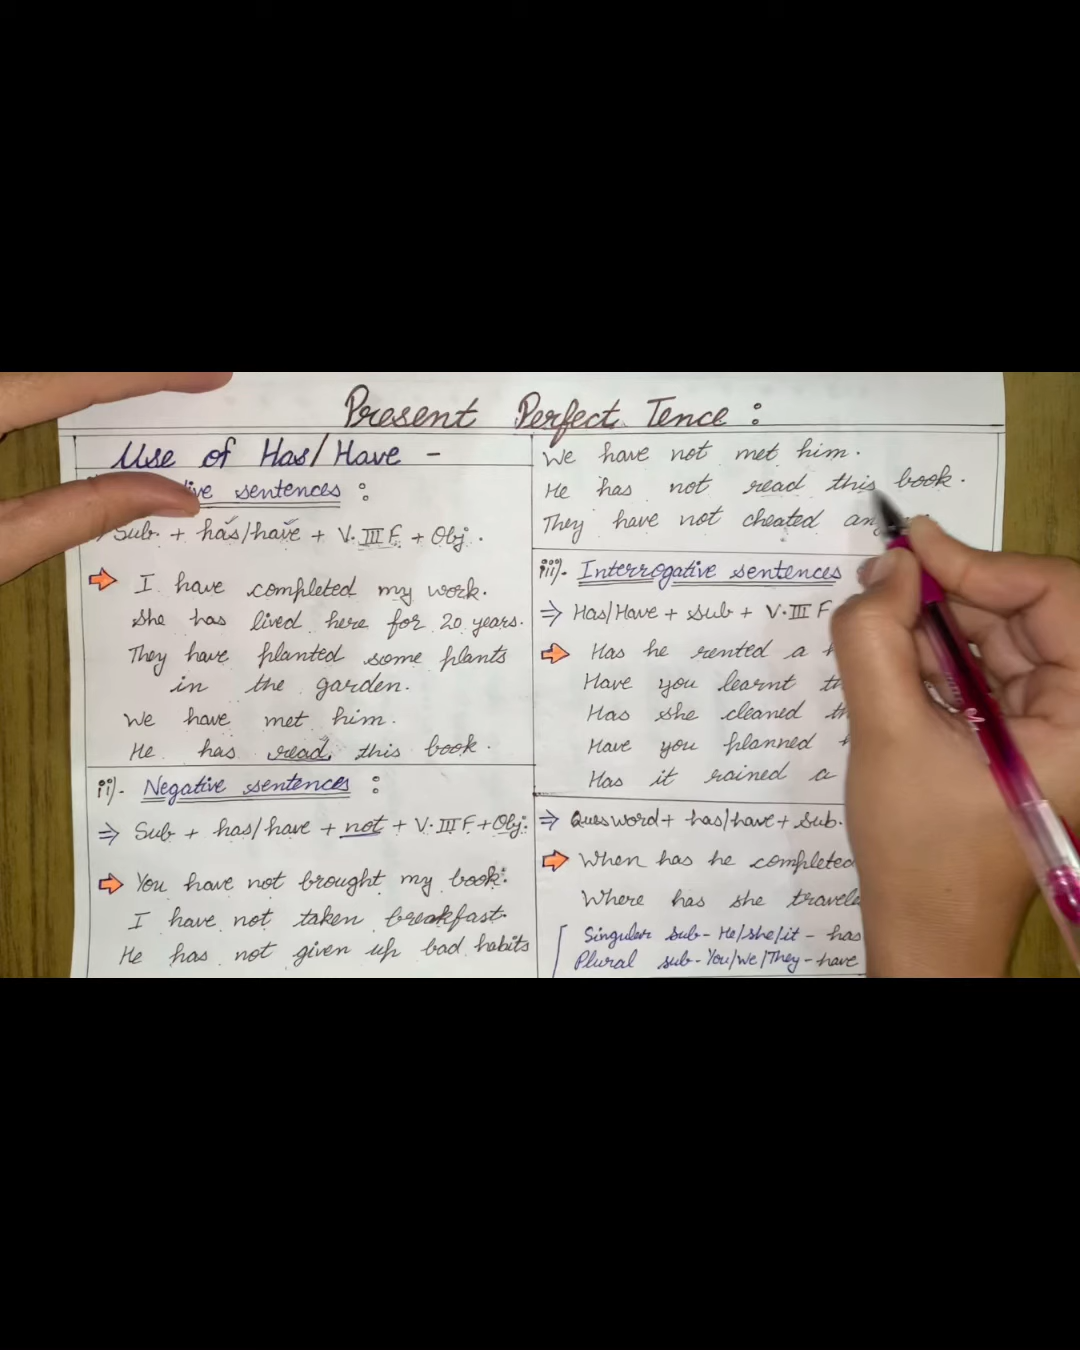 Present Perfect Tence :
Use of Has/Have -
sentences :
Sub + has/have + V.III F. + Obj.
I have completed my work.
She has lived here for 20 years.
They have planted some plants
in the garden.
We have met him.
He has read this book.
ii). Negative sentences :
⇒ Sub + has/have + not + V.III F + Obj.
You have not brought my book.
I have not taken breakfast.
He has not given up bad habits
We have not met him.
He has not read this book.
They have not cheated
iii). Interrogative sentences
⇒ Has/Have + sub + V.III F
Has he rented a
Have you learnt
Has she cleaned
Have you planned
Has it rained a
⇒ Ques word + has/have + Sub.
When has he completed
Where has she
Singular sub - He/she/it - has
Plural sub - You/we/They - have